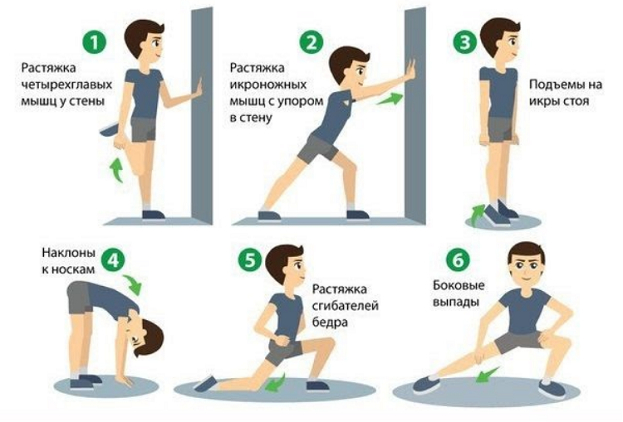 1
Растяжка
четырехглавых
мышц у стены
2
Растяжка
икроножных
мышц с упором
в стену
3
Подъемы на
икры стоя
Наклоны
к носкам
4
5
Растяжка
сгибателей
бедра
6
Боковые
выпады